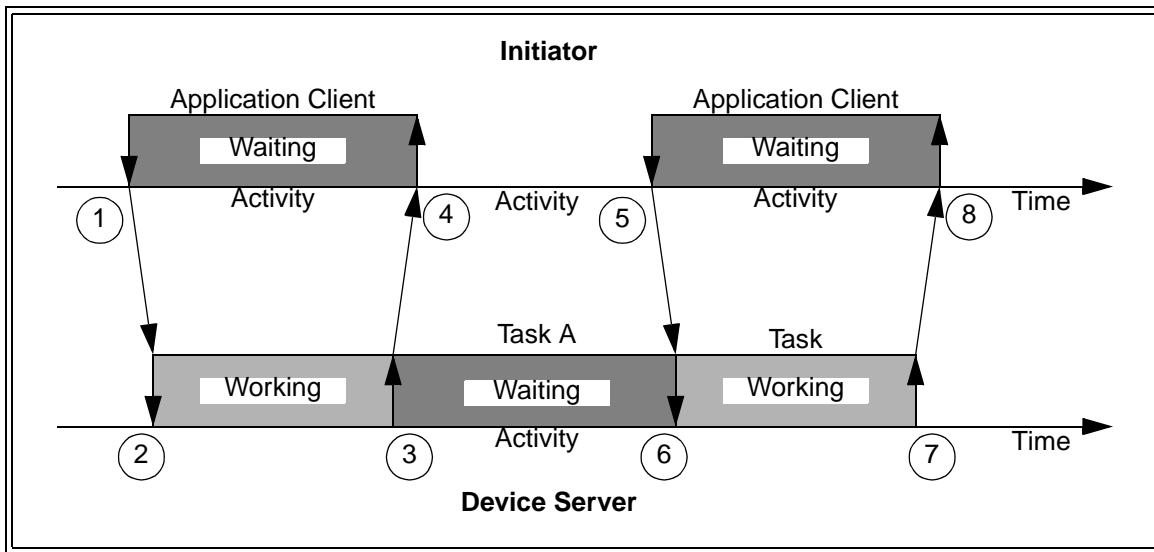 Initiator
Application Client Application Client
Waiting Waiting
Activity Activity Activity Time
1 4 5 8
Task A Task
Working Waiting Working
Activity Time
2 3 6 7
Device Server